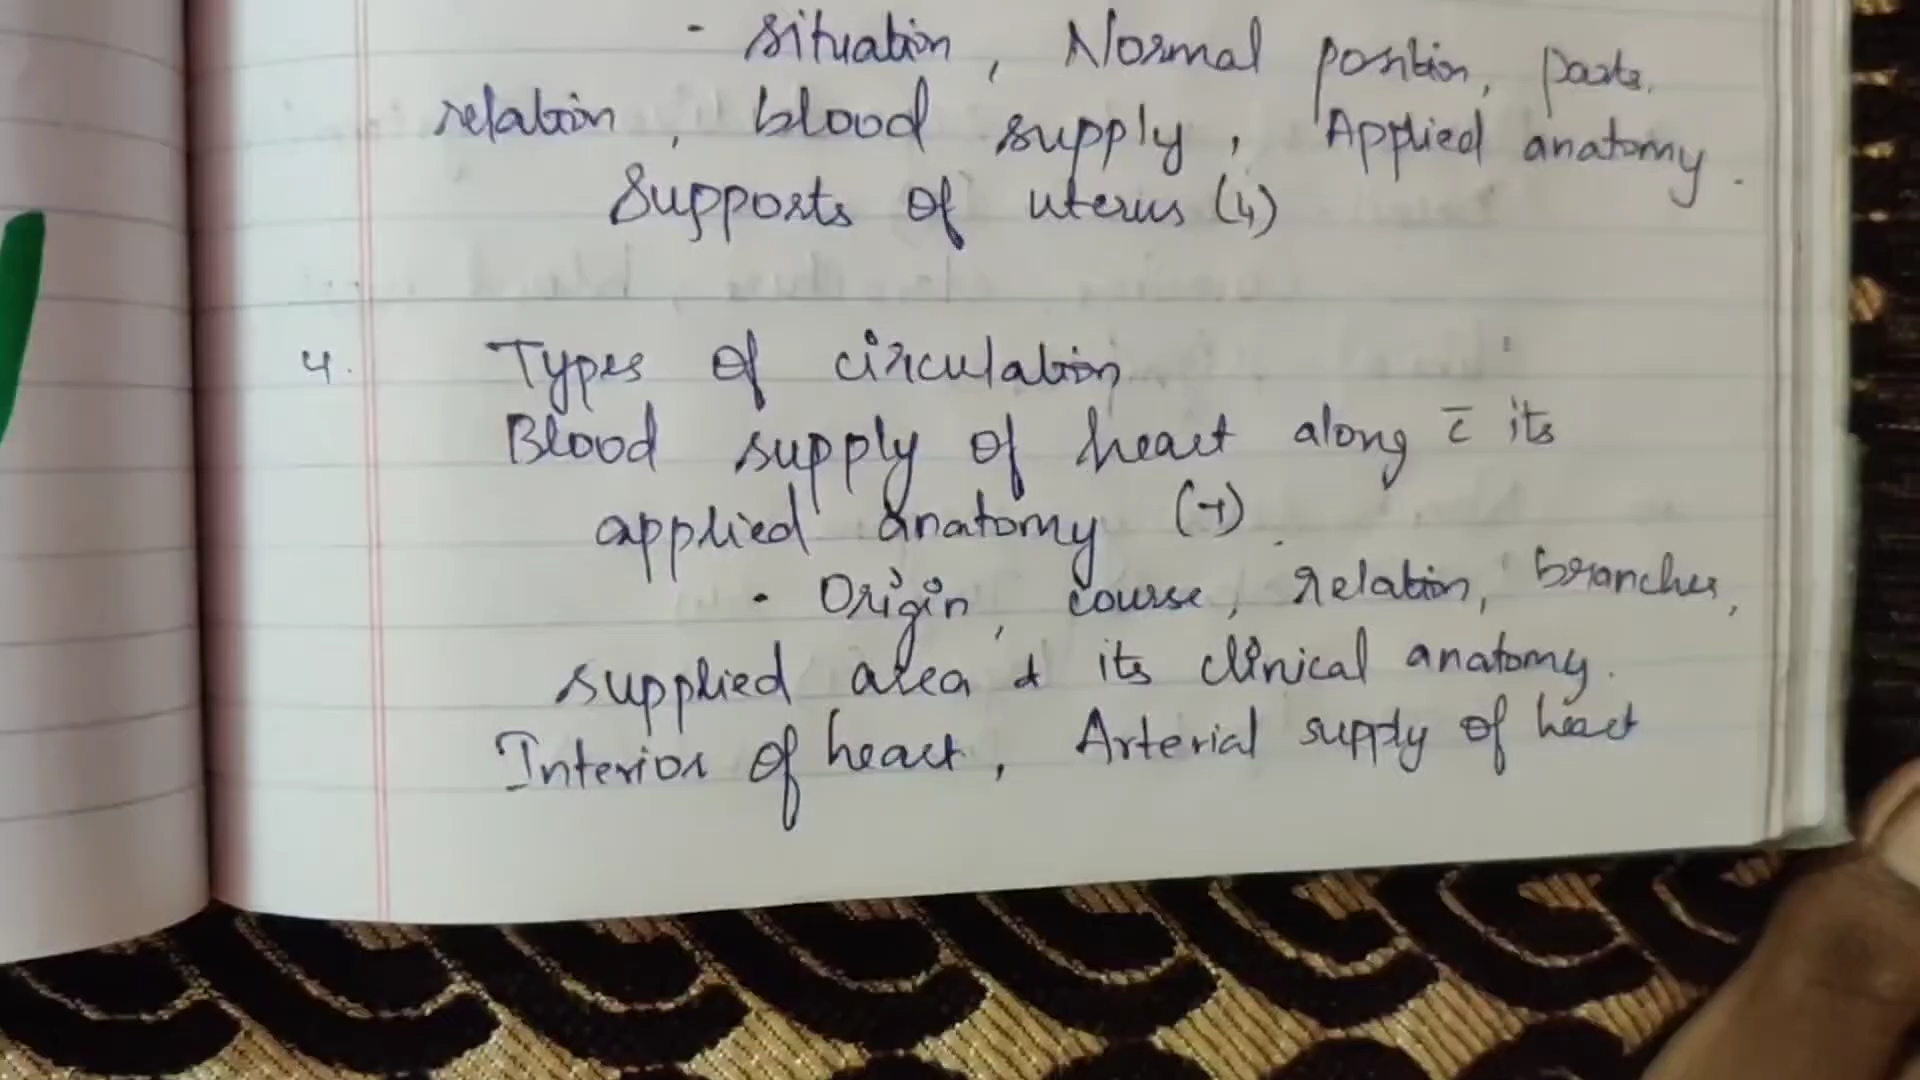 - Situation, Normal position, parts,
relation, blood supply, Applied anatomy.
Supports of uterus (4)
4. Types of circulation
Blood supply of heart along c̄ its
applied anatomy (7)
• Origin, course, relation, branches,
supplied area & its clinical anatomy.
Interior of heart, Arterial supply of heart